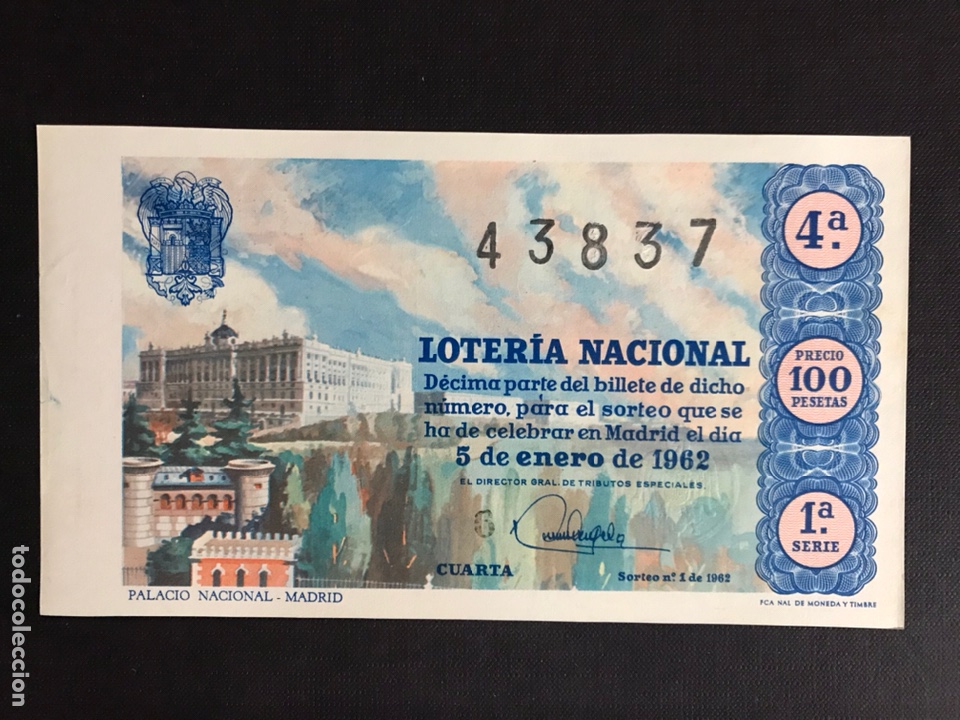 43837
4.ª
LOTERÍA NACIONAL
Décima parte del billete de dicho
número, para el sorteo que se
ha de celebrar en Madrid el día
5 de enero de 1962
EL DIRECTOR GRAL. DE TRIBUTOS ESPECIALES,
6
CUARTA
Sorteo nº 1 de 1962
PRECIO
100
PESETAS
1.ª
SERIE
PALACIO NACIONAL - MADRID
FCA NAL DE MONEDA Y TIMBRE
todocoleccion